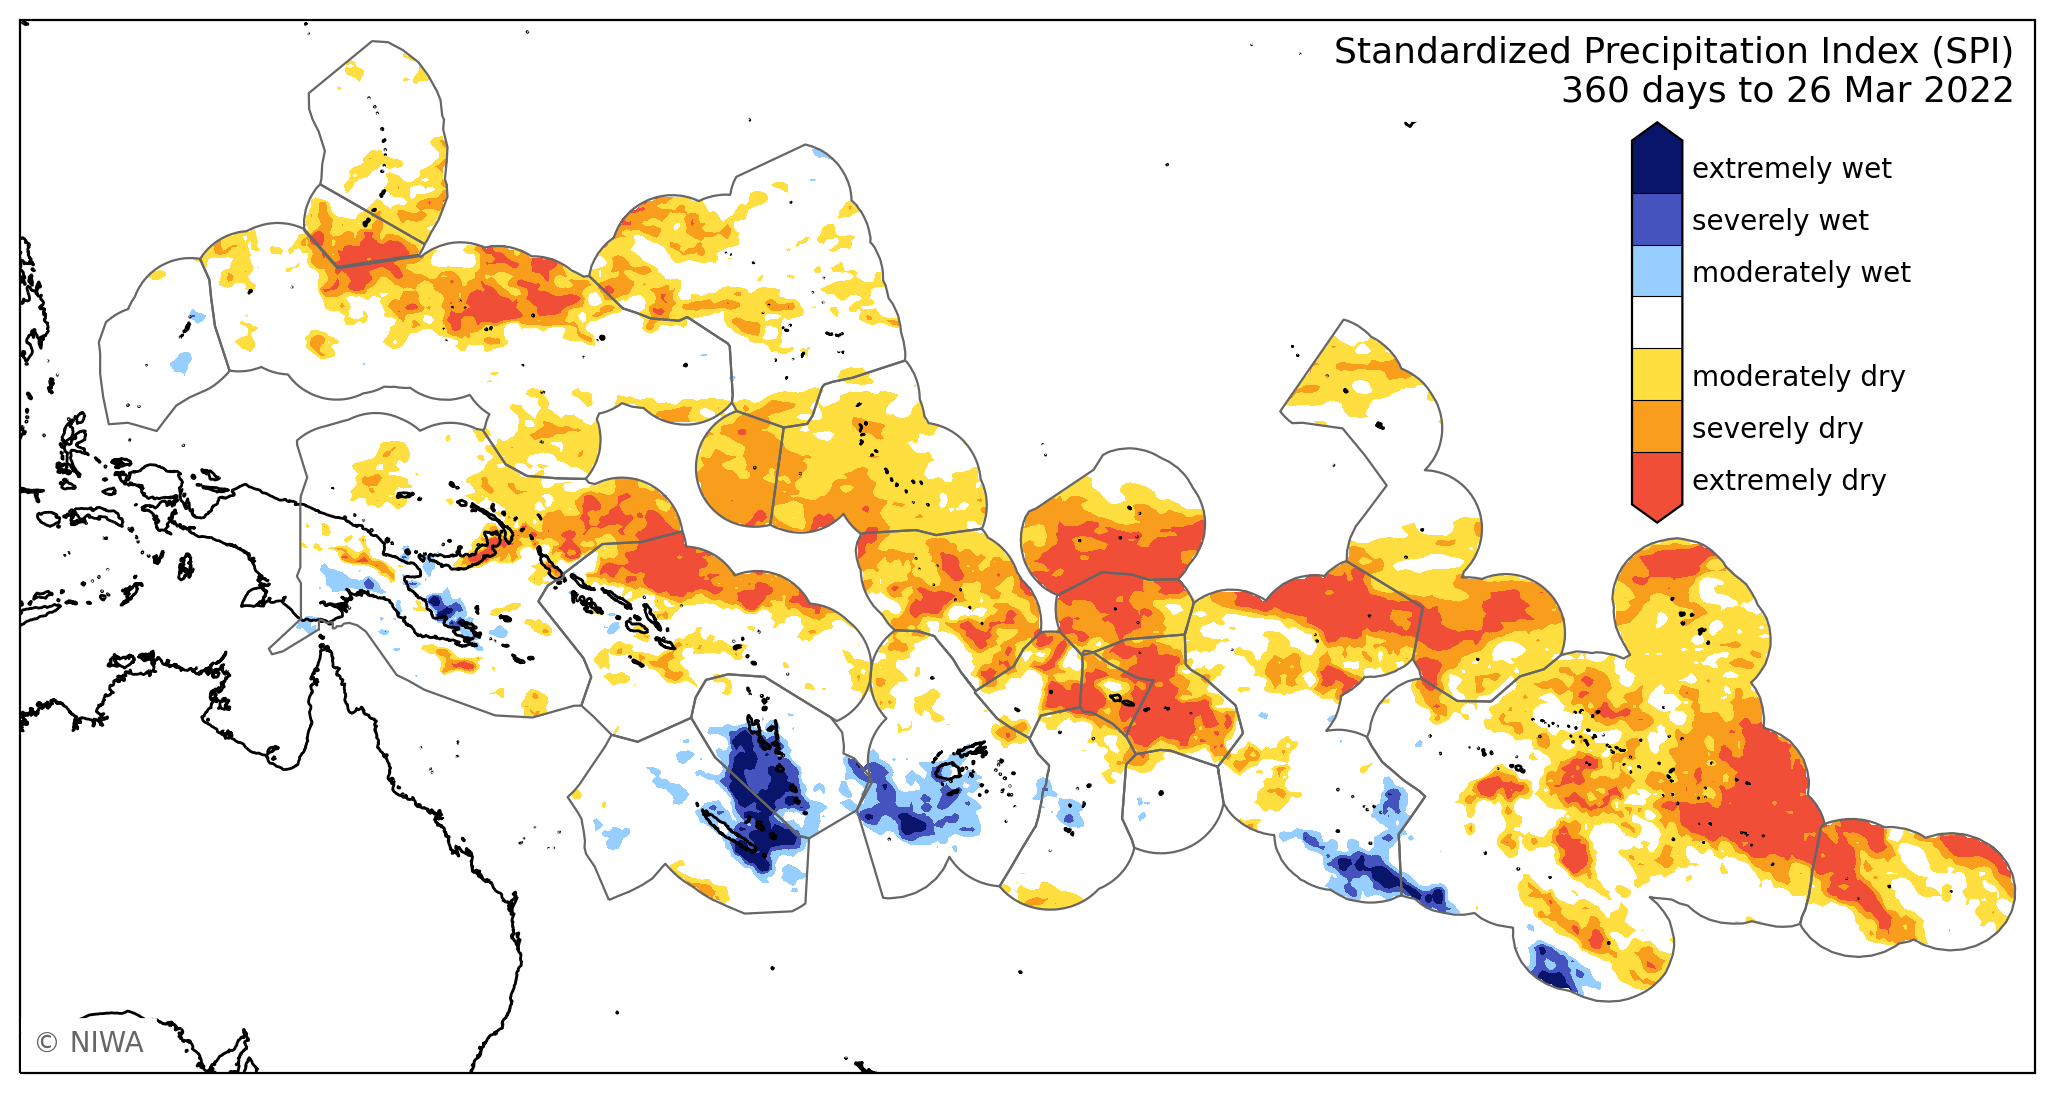 Standardized Precipitation Index (SPI)
360 days to 26 Mar 2022
extremely wet
severely wet
moderately wet
moderately dry
severely dry
extremely dry
© NIWA